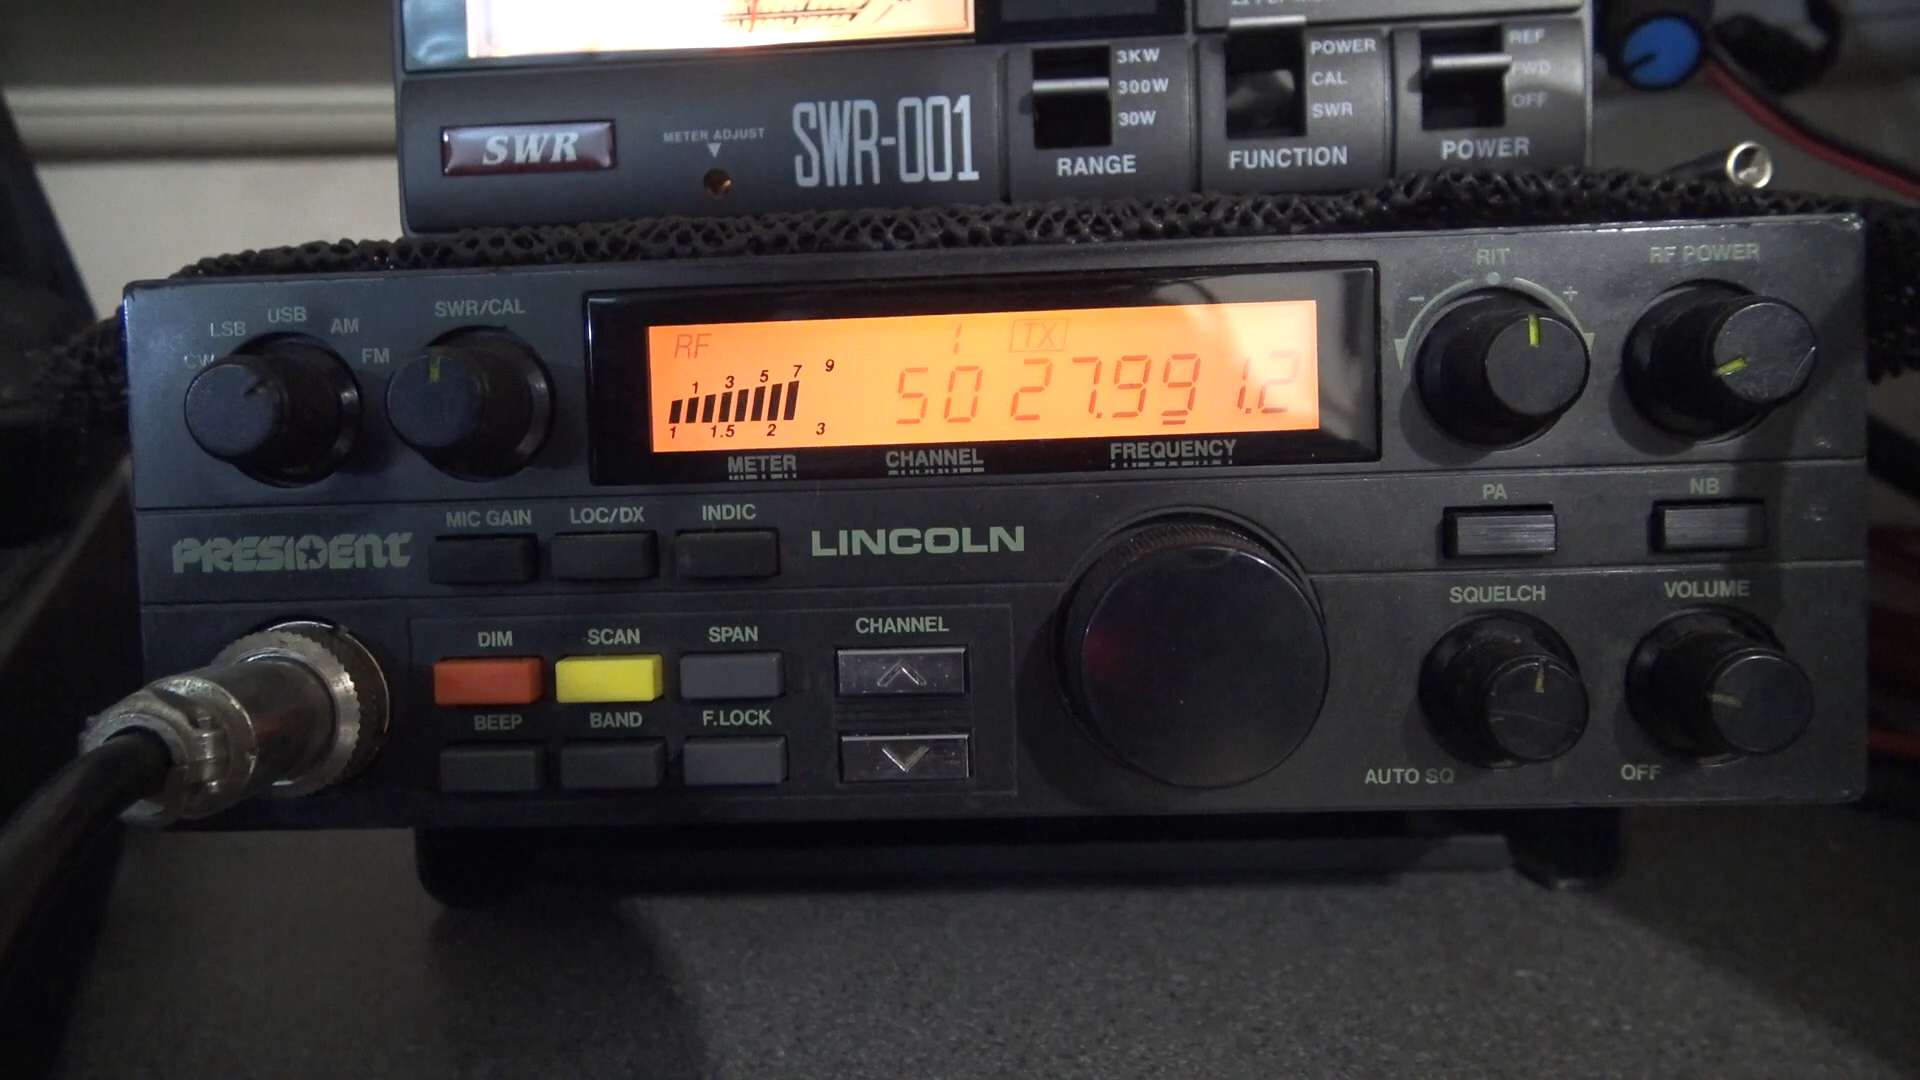 3KW
300W
30W
RANGE
POWER
CAL
SWR
FUNCTION
REF
FWD
OFF
POWER
SWR
METER ADJUST
SWR-001
CW LSB USB AM FM
SWR/CAL
RF
1 3 5 7 9
1 1.5 2 3
1 TX
50 27.991.2
METER CHANNEL FREQUENCY
RIT
- +
RF POWER
PRESIDENT
MIC GAIN LOC/DX INDIC
LINCOLN
PA NB
DIM SCAN SPAN
BEEP BAND F.LOCK
CHANNEL
SQUELCH
AUTO SQ
VOLUME
OFF